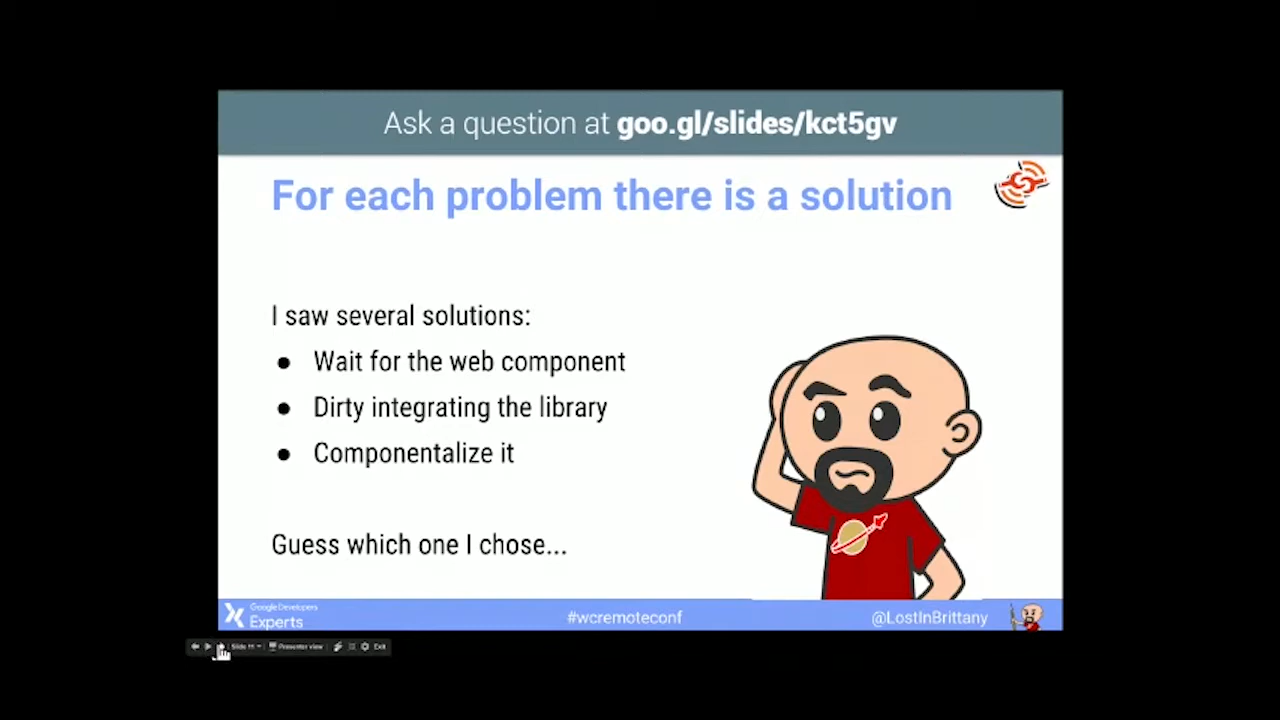 Ask a question at goo.gl/slides/kct5gv
For each problem there is a solution
I saw several solutions:
● Wait for the web component
● Dirty integrating the library
● Componentalize it
Guess which one I chose...
Google Developers
Experts
#wcremoteconf
@LostInBrittany
Slide 11
Presenter view
Exit